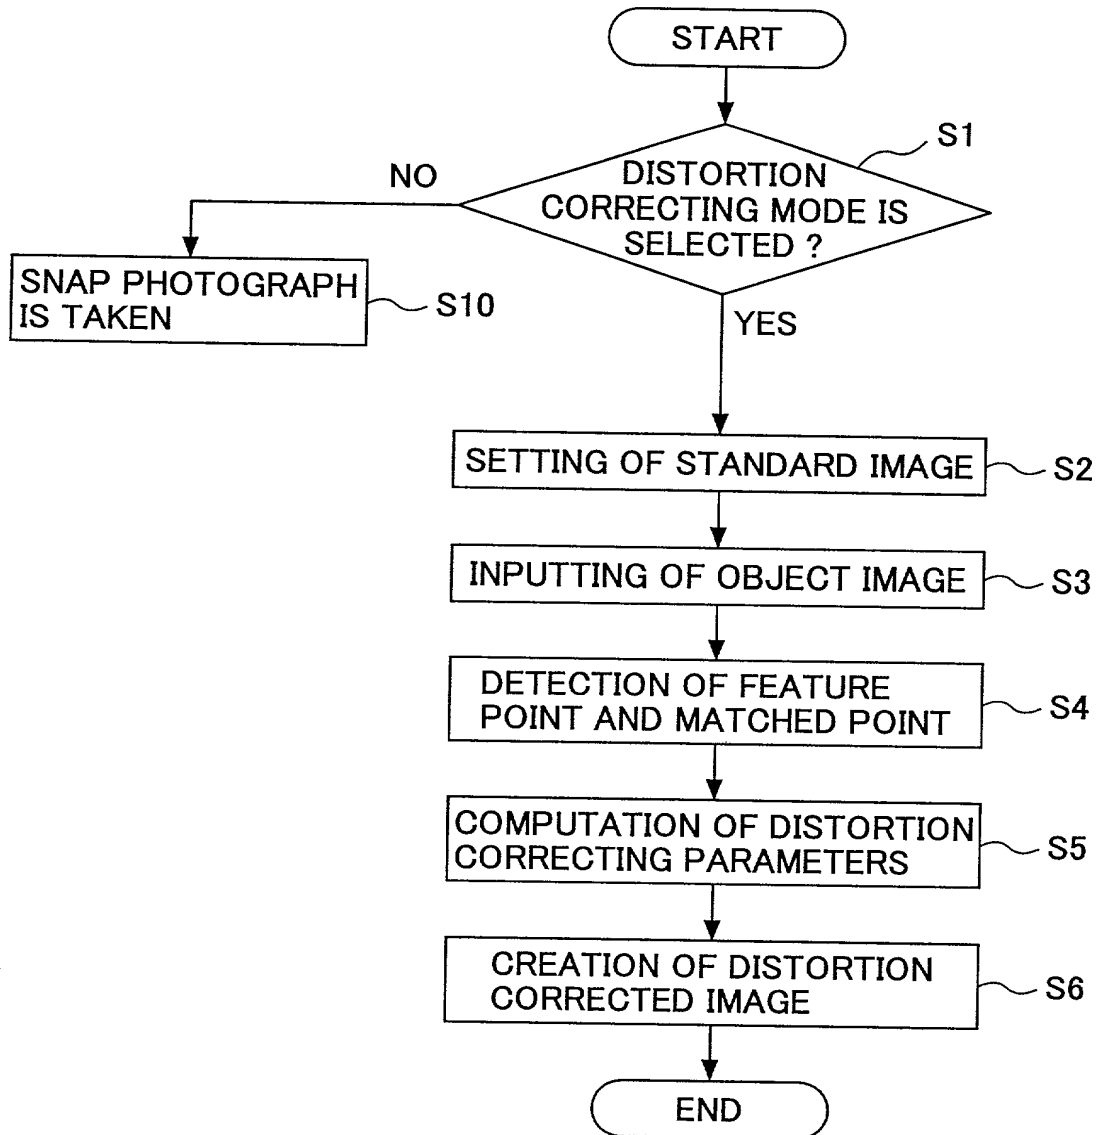 START
S1
DISTORTION
CORRECTING MODE IS
SELECTED ?
NO
SNAP PHOTOGRAPH
IS TAKEN
S10
YES
SETTING OF STANDARD IMAGE
S2
INPUTTING OF OBJECT IMAGE
S3
DETECTION OF FEATURE
POINT AND MATCHED POINT
S4
COMPUTATION OF DISTORTION
CORRECTING PARAMETERS
S5
CREATION OF DISTORTION
CORRECTED IMAGE
S6
END